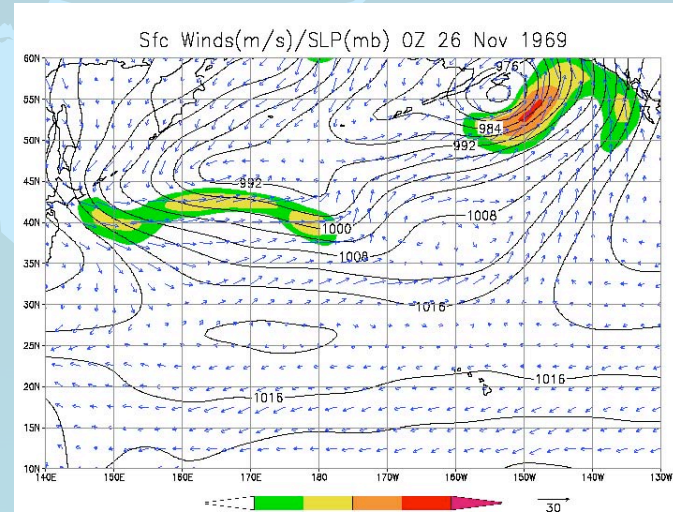 Sfc Winds(m/s)/SLP(mb) 0Z 26 Nov 1969
60N
976
55N
984
50N
992
45N
992
1008
40N
1000
1008
35N
30N
1016
25N
20N
1016
1016
15N
10N
140E 150E 160E 170E 180 170W 160W 150W 140W 130W
30